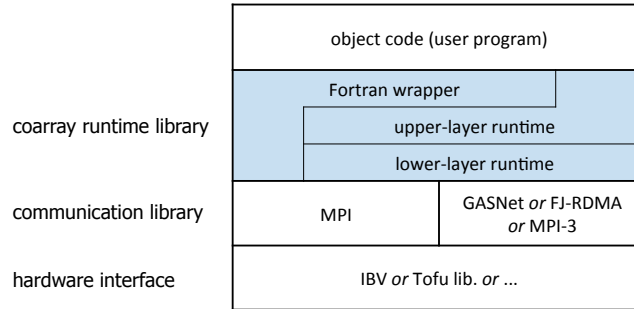 object code (user program)
Fortran wrapper
coarray runtime library
upper-layer runtime
lower-layer runtime
communication library
MPI
GASNet or FJ-RDMA
or MPI-3
hardware interface
IBV or Tofu lib. or ...